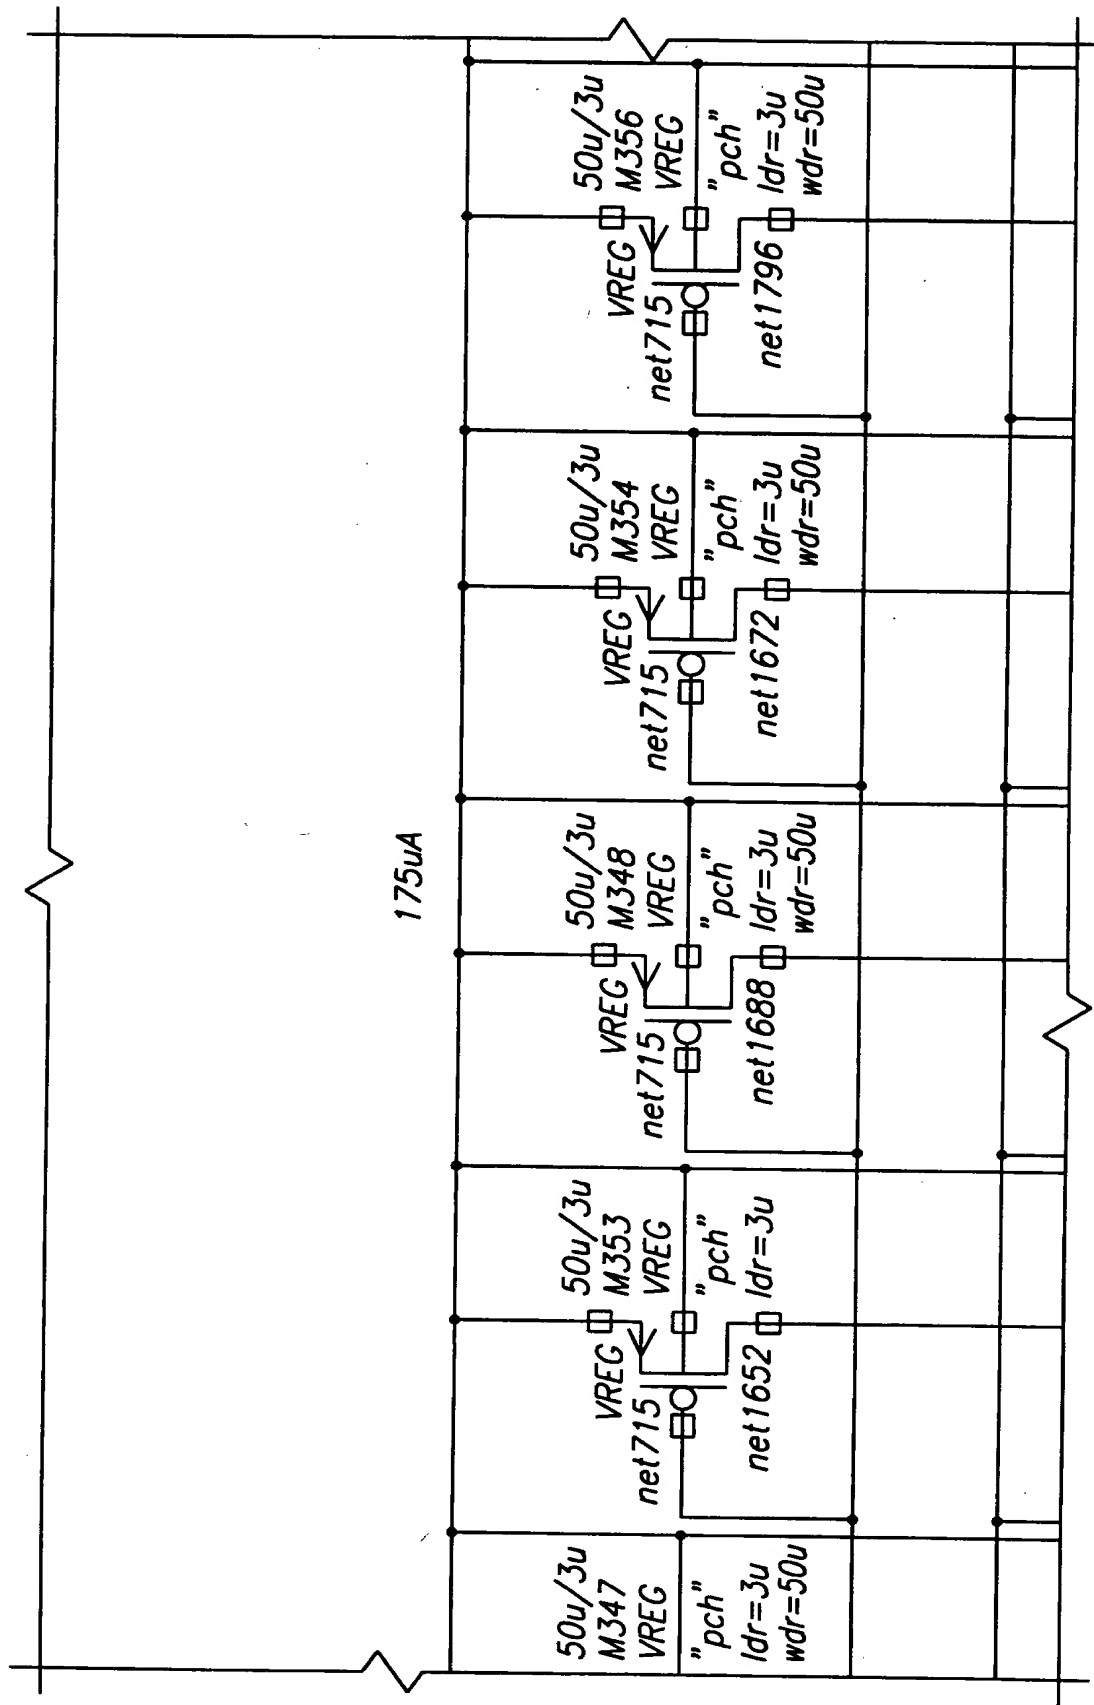 175uA
50u/3u
M347
VREG
"pch"
ldr=3u
wdr=50u
VREG
net715
net1652
50u/3u
M353
VREG
"pch"
ldr=3u
VREG
net715
net1688
50u/3u
M348
VREG
"pch"
ldr=3u
wdr=50u
VREG
net715
net1672
50u/3u
M354
VREG
"pch"
ldr=3u
wdr=50u
VREG
net715
net1796
50u/3u
M356
VREG
"pch"
ldr=3u
wdr=50u